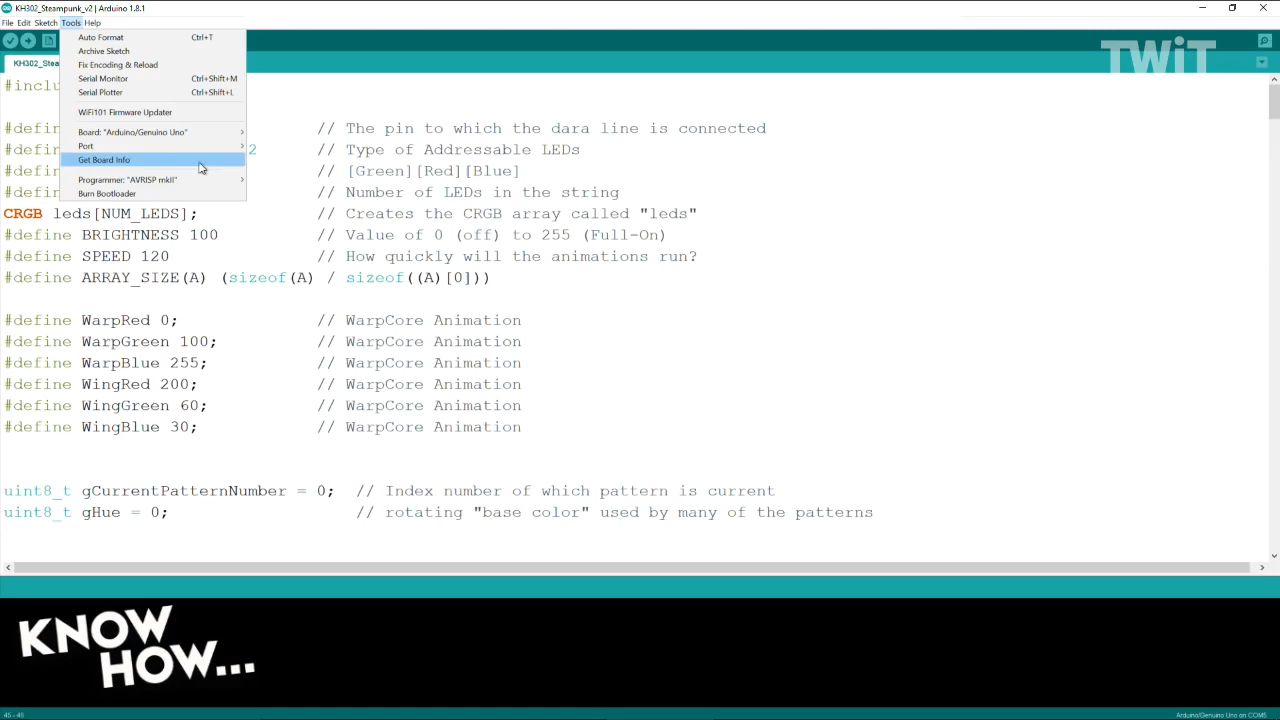 KH302_Steampunk_v2 | Arduino 1.8.1
File Edit Sketch Tools Help
Auto Format Ctrl+T
Archive Sketch
Fix Encoding & Reload
Serial Monitor Ctrl+Shift+M
Serial Plotter Ctrl+Shift+L
WiFi101 Firmware Updater
Board: "Arduino/Genuino Uno"
Port
Get Board Info
Programmer: "AVRISP mkII"
Burn Bootloader
KH302_Stea
TWiT
#inclu
#define // The pin to which the dara line is connected
#define 2 // Type of Addressable LEDs
#define // [Green][Red][Blue]
#define // Number of LEDs in the string
CRGB leds[NUM_LEDS]; // Creates the CRGB array called "leds"
#define BRIGHTNESS 100 // Value of 0 (off) to 255 (Full-On)
#define SPEED 120 // How quickly will the animations run?
#define ARRAY_SIZE(A) (sizeof(A) / sizeof((A)[0]))
#define WarpRed 0; // WarpCore Animation
#define WarpGreen 100; // WarpCore Animation
#define WarpBlue 255; // WarpCore Animation
#define WingRed 200; // WarpCore Animation
#define WingGreen 60; // WarpCore Animation
#define WingBlue 30; // WarpCore Animation
uint8_t gCurrentPatternNumber = 0; // Index number of which pattern is current
uint8_t gHue = 0; // rotating "base color" used by many of the patterns
KNOW
HOW...
45 - 46
Arduino/Genuino Uno on COM5